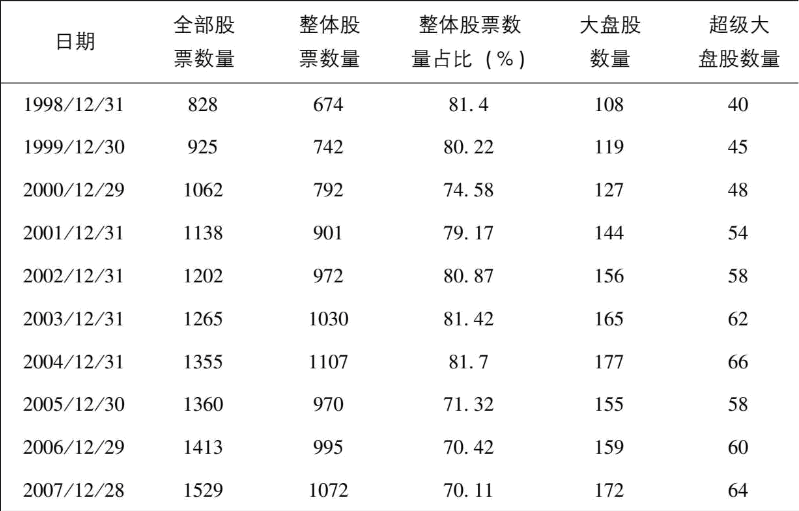 日期 全部股票数量 整体股票数量 整体股票数量占比（%） 大盘股数量 超级大盘股数量
1998/12/31 828 674 81.4 108 40
1999/12/30 925 742 80.22 119 45
2000/12/29 1062 792 74.58 127 48
2001/12/31 1138 901 79.17 144 54
2002/12/31 1202 972 80.87 156 58
2003/12/31 1265 1030 81.42 165 62
2004/12/31 1355 1107 81.7 177 66
2005/12/30 1360 970 71.32 155 58
2006/12/29 1413 995 70.42 159 60
2007/12/28 1529 1072 70.11 172 64